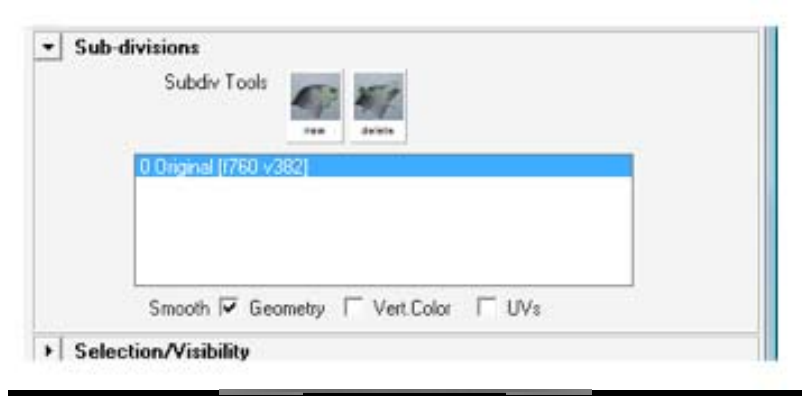 Sub-divisions
Subdiv Tools
new delete
0 Original [f760 v382]
Smooth Geometry Vert.Color UVs
Selection/Visibility